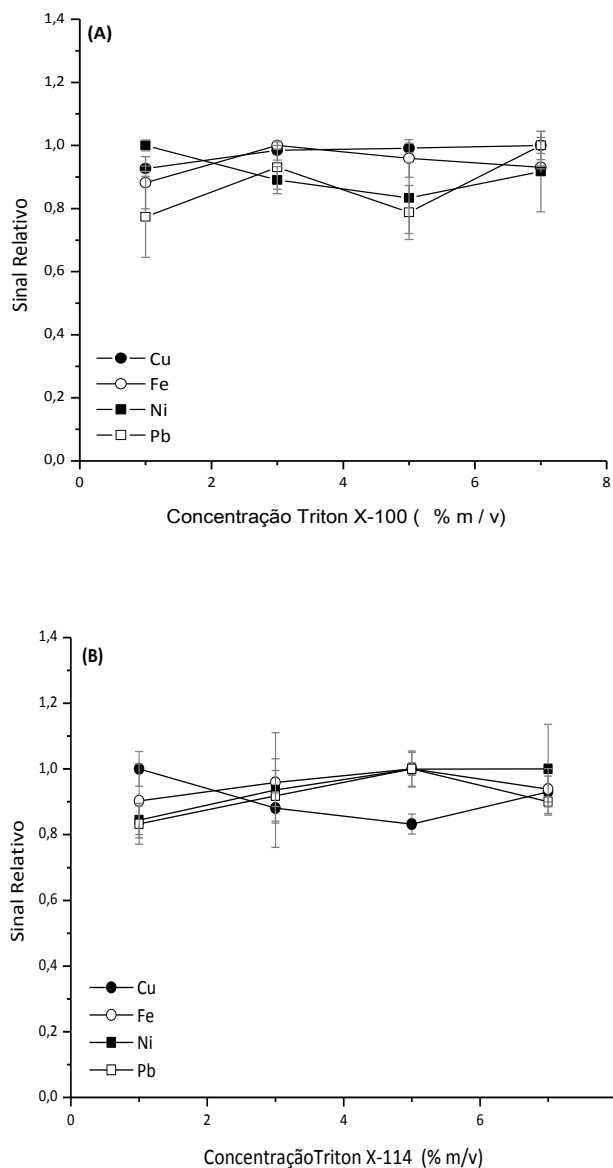 (A)
1,4
1,2
1,0
0,8
0,6
0,4
0,2
0,0
Sinal Relativo
Cu
Fe
Ni
Pb
0 2 4 6 8
Concentração Triton X-100 ( % m / v)
(B)
1,4
1,2
1,0
0,8
0,6
0,4
0,2
0,0
Sinal Relativo
Cu
Fe
Ni
Pb
0 2 4 6
ConcentraçãoTriton X-114 (% m/v)